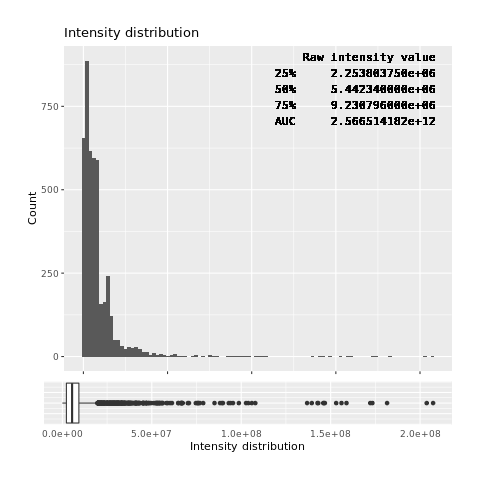 Intensity distribution
Raw intensity value
25% 2.253803750e+06
50% 5.442340000e+06
75% 9.230796000e+06
AUC 2.566514182e+12
750
500
250
0
Count
0.0e+00 5.0e+07 1.0e+08 1.5e+08 2.0e+08
Intensity distribution